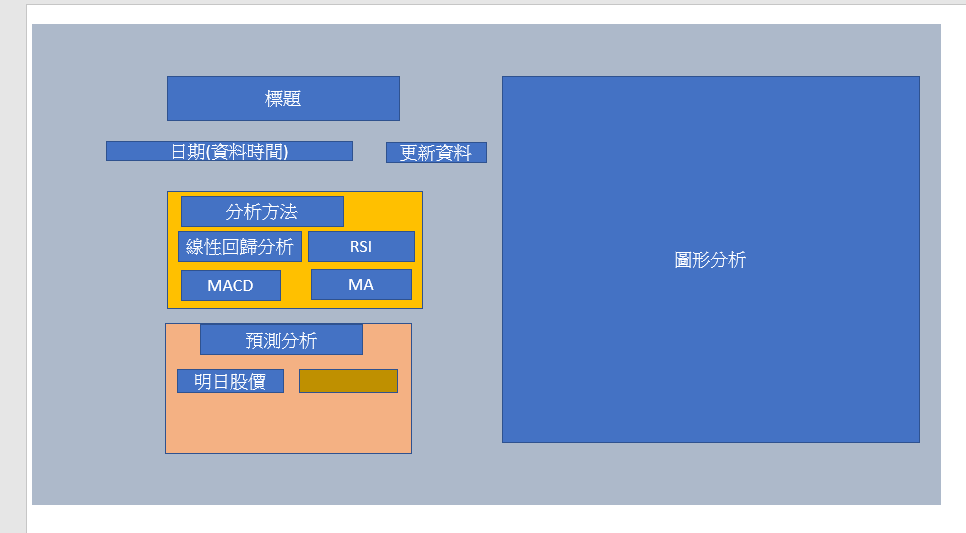 標題
日期(資料時間)
更新資料
分析方法
線性回歸分析
RSI
MACD
MA
預測分析
明日股價
圖形分析